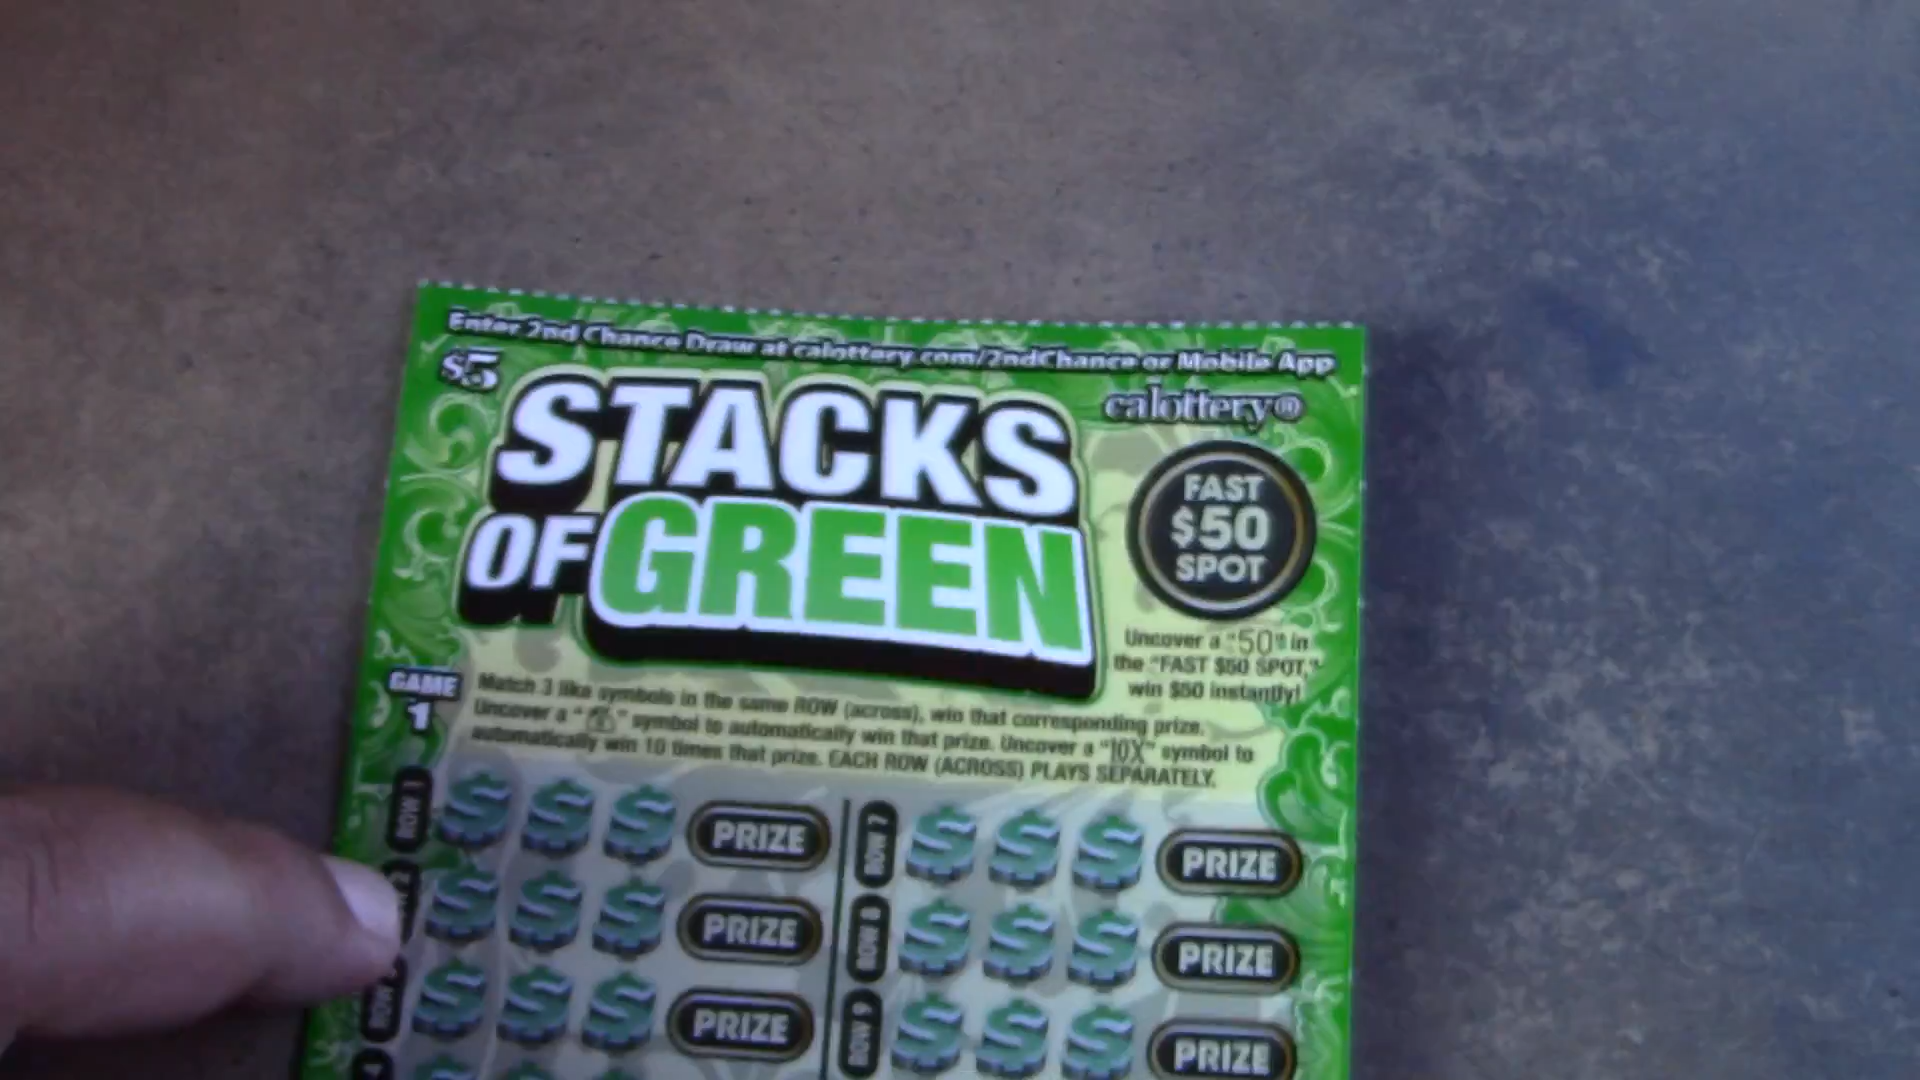 Enter 2nd Chance Draw at calottery.com/2ndChance or Mobile App
$5
calottery®
STACKS
OF GREEN
FAST
$50
SPOT
Uncover a "50" in
the "FAST $50 SPOT,"
win $50 instantly!
GAME
1
Match 3 like symbols in the same ROW (across), win that corresponding prize.
Uncover a " " symbol to automatically win that prize. Uncover a "10X" symbol to
automatically win 10 times that prize. EACH ROW (ACROSS) PLAYS SEPARATELY.
ROW 1 $ $ $ PRIZE
ROW 7 $ $ $ PRIZE
2 $ $ $ PRIZE
ROW 8 $ $ $ PRIZE
ROW $ $ $ PRIZE
ROW 9 $ $ $ PRIZE
4